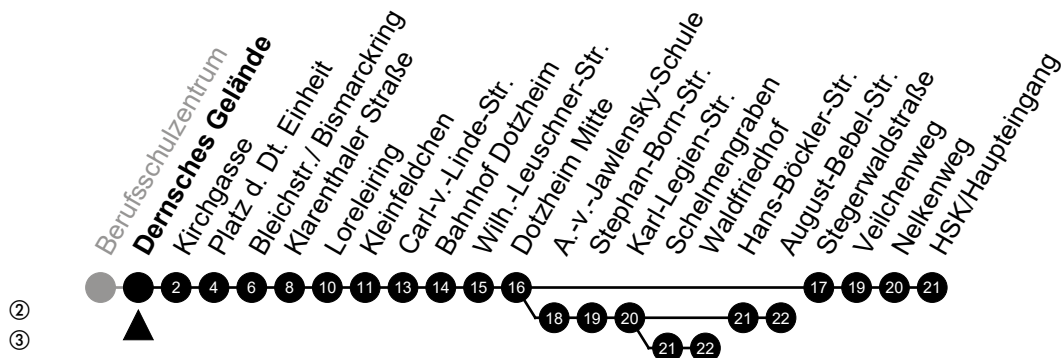 Berufsschulzentrum
Dernsches Gelände
Kirchgasse
Platz d. Dt. Einheit
Bleichstr./ Bismarckring
Klarenthaler Straße
Loreleiring
Kleinfeldchen
Carl-v.-Linde-Str.
Bahnhof Dotzheim
Wilh.-Leuschner-Str.
Dotzheim Mitte
A.-v.-Jawlensky-Schule
Stephan-Born-Str.
Karl-Legien-Str.
Schelmengraben
Waldfriedhof
Hans-Böckler-Str.
August-Bebel-Str.
Stegerwaldstraße
Veilchenweg
Nelkenweg
HSK/Haupteingang
2 4 6 8 10 11 13 14 15 16 17 19 20 21
② 18 19 20 21 22
③ 21 22